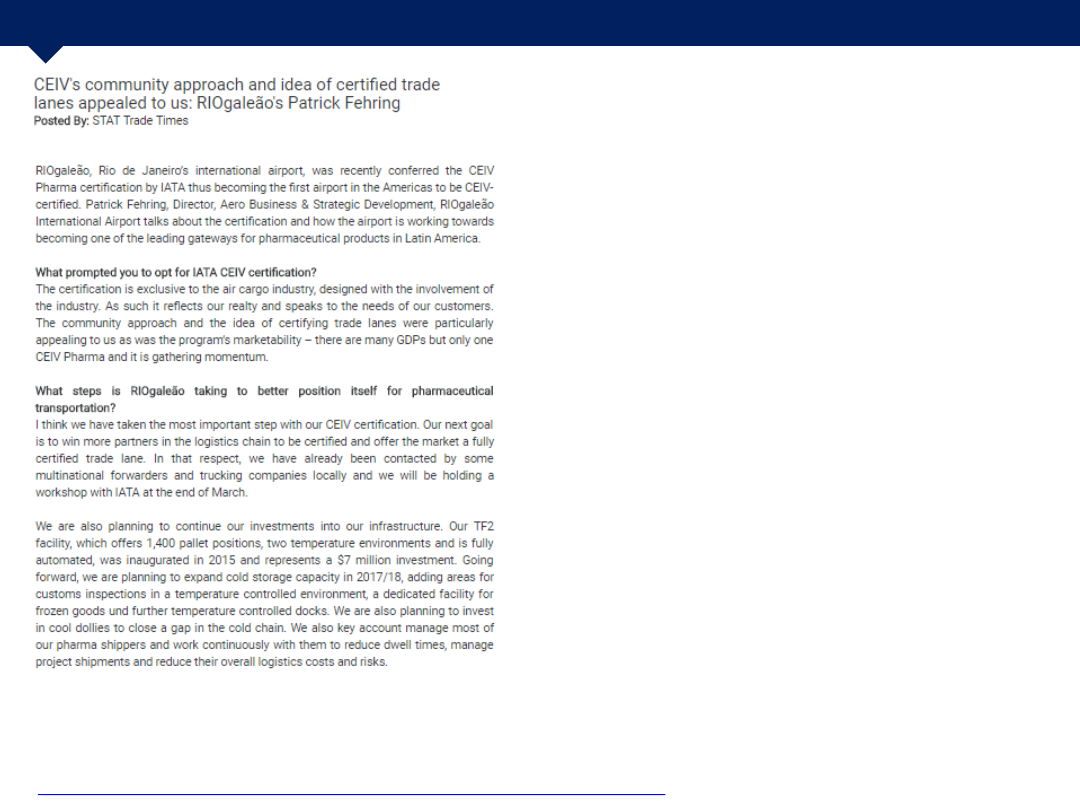 CEIV's community approach and idea of certified trade
lanes appealed to us: RIOgaleão's Patrick Fehring
Posted By: STAT Trade Times
RIOgaleão, Rio de Janeiro's international airport, was recently conferred the CEIV
Pharma certification by IATA thus becoming the first airport in the Americas to be CEIV-
certified. Patrick Fehring, Director, Aero Business & Strategic Development, RIOgaleão
International Airport talks about the certification and how the airport is working towards
becoming one of the leading gateways for pharmaceutical products in Latin America.
What prompted you to opt for IATA CEIV certification?
The certification is exclusive to the air cargo industry, designed with the involvement of
the industry. As such it reflects our realty and speaks to the needs of our customers.
The community approach and the idea of certifying trade lanes were particularly
appealing to us as was the program's marketability – there are many GDPs but only one
CEIV Pharma and it is gathering momentum.
What steps is RIOgaleão taking to better position itself for pharmaceutical
transportation?
I think we have taken the most important step with our CEIV certification. Our next goal
is to win more partners in the logistics chain to be certified and offer the market a fully
certified trade lane. In that respect, we have already been contacted by some
multinational forwarders and trucking companies locally and we will be holding a
workshop with IATA at the end of March.
We are also planning to continue our investments into our infrastructure. Our TF2
facility, which offers 1,400 pallet positions, two temperature environments and is fully
automated, was inaugurated in 2015 and represents a $7 million investment. Going
forward, we are planning to expand cold storage capacity in 2017/18, adding areas for
customs inspections in a temperature controlled environment, a dedicated facility for
frozen goods und further temperature controlled docks. We are also planning to invest
in cool dollies to close a gap in the cold chain. We also key account manage most of
our pharma shippers and work continuously with them to reduce dwell times, manage
project shipments and reduce their overall logistics costs and risks.